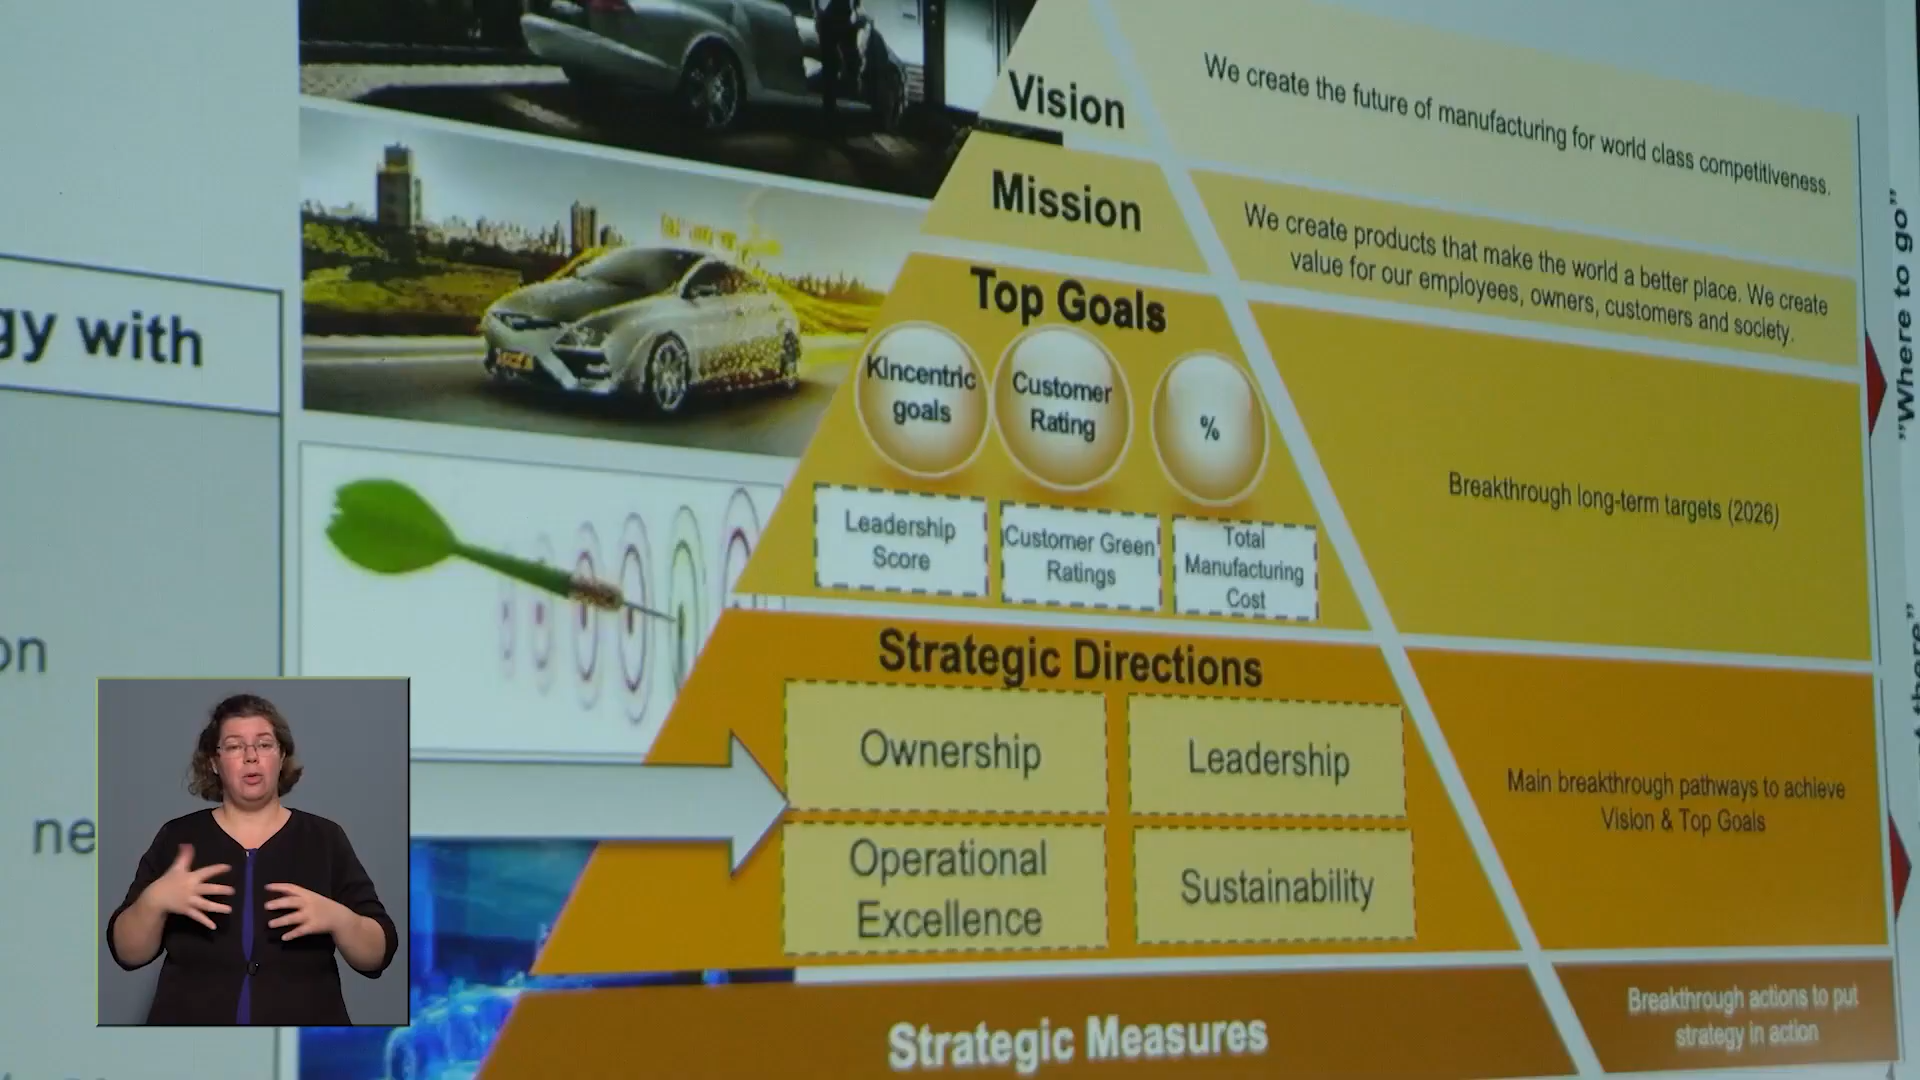 gy with
on
ne
Vision
We create the future of manufacturing for world class competitiveness.
Mission
We create products that make the world a better place. We create
value for our employees, owners, customers and society.
Top Goals
KIncentric
goals
Customer
Rating
%
Leadership
Score
Customer Green
Ratings
Total
Manufacturing
Cost
Breakthrough long-term targets (2026)
Strategic Directions
Ownership
Leadership
Operational
Excellence
Sustainability
Main breakthrough pathways to achieve
Vision & Top Goals
Strategic Measures
Breakthrough actions to put
strategy in action
"Where to go"